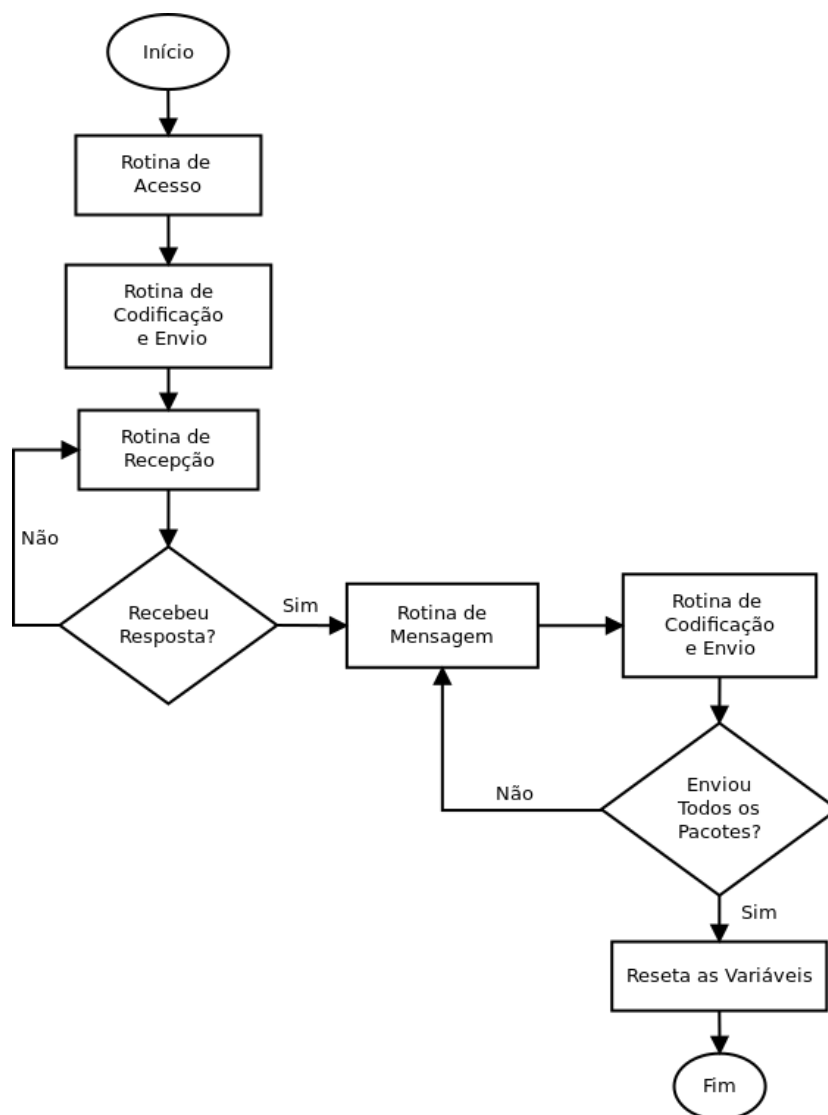 Início
Rotina de
Acesso
Rotina de
Codificação
e Envio
Rotina de
Recepção
Não
Recebeu
Resposta?
Sim
Rotina de
Mensagem
Rotina de
Codificação
e Envio
Enviou
Todos os
Pacotes?
Não
Sim
Reseta as Variáveis
Fim